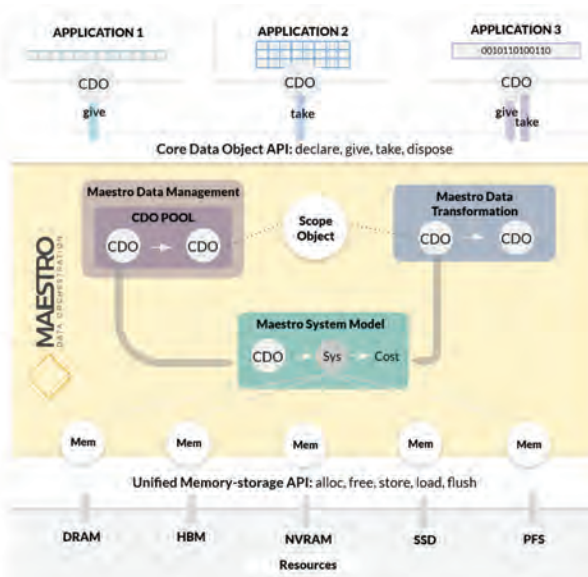 APPLICATION 1
APPLICATION 2
APPLICATION 3
0010110100110
CDO
CDO
CDO
give
take
give
take
Core Data Object API: declare, give, take, dispose
Maestro Data Management
CDO POOL
CDO
CDO
Scope
Object
Maestro Data
Transformation
CDO
CDO
MAESTRO
DATA ORCHESTRATION
Maestro System Model
CDO
Sys
Cost
Mem
Mem
Mem
Mem
Mem
Unified Memory-storage API: alloc, free, store, load, flush
DRAM
HBM
NVRAM
SSD
PFS
Resources